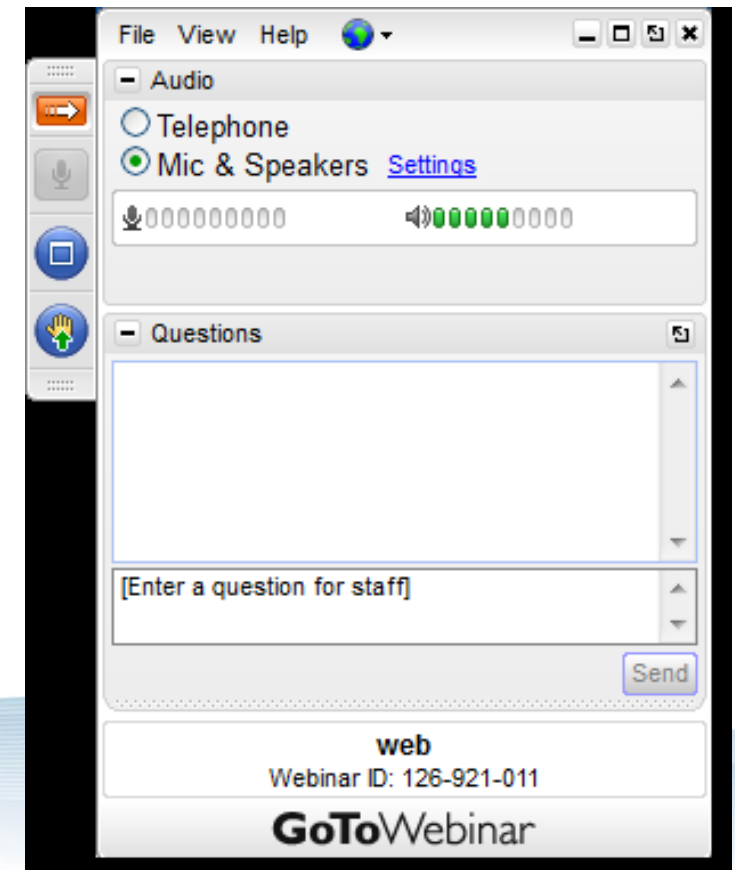 File View Help
Audio
Telephone
Mic & Speakers Settings
Questions
[Enter a question for staff]
Send
web
Webinar ID: 126-921-011
GoToWebinar